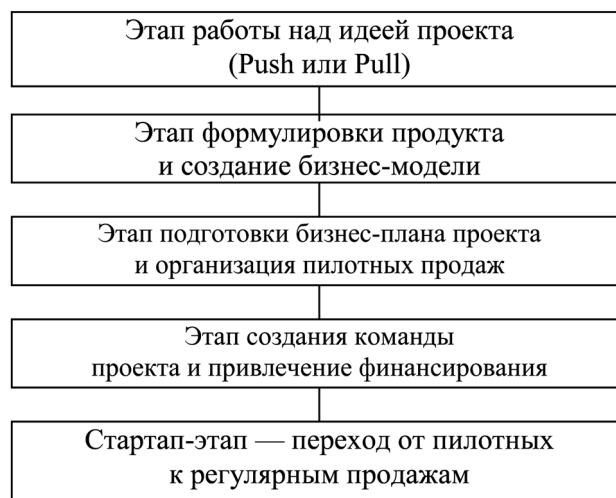 Этап работы над идеей проекта
(Push или Pull)
Этап формулировки продукта
и создание бизнес-модели
Этап подготовки бизнес-плана проекта
и организация пилотных продаж
Этап создания команды
проекта и привлечение финансирования
Стартап-этап — переход от пилотных
к регулярным продажам